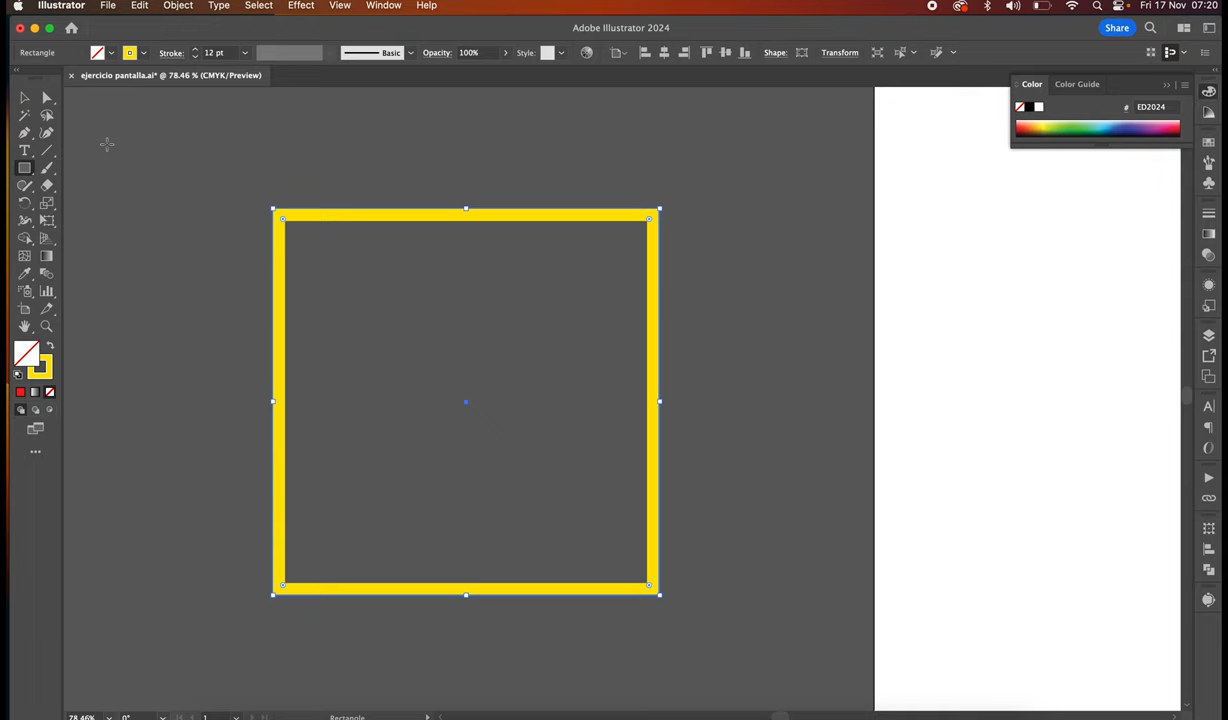 Illustrator File Edit Object Type Select Effect View Window Help Fri 17 Nov 07:20
Adobe Illustrator 2024 Share
Rectangle Stroke: 12 pt Basic Opacity: 100% Style: Shape: Transform
× ejercicio pantalla.ai* @ 78.46 % (CMYK/Preview)
Color Color Guide
# ED2024
78.46% 0° 1 Rectangle